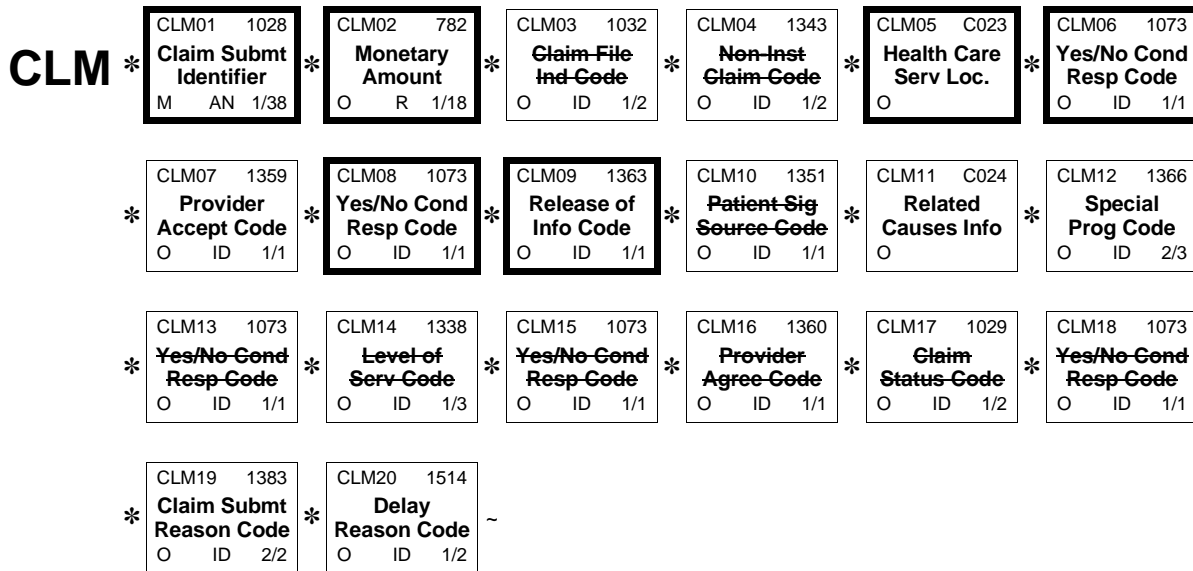 CLM * CLM01 1028 Claim Submt Identifier M AN 1/38 * CLM02 782 Monetary Amount O R 1/18 * CLM03 1032 Claim File Ind Code O ID 1/2 * CLM04 1343 Non-Inst Claim Code O ID 1/2 * CLM05 C023 Health Care Serv Loc. O * CLM06 1073 Yes/No Cond Resp Code O ID 1/1
* CLM07 1359 Provider Accept Code O ID 1/1 * CLM08 1073 Yes/No Cond Resp Code O ID 1/1 * CLM09 1363 Release of Info Code O ID 1/1 * CLM10 1351 Patient Sig Source Code O ID 1/1 * CLM11 C024 Related Causes Info O * CLM12 1366 Special Prog Code O ID 2/3
* CLM13 1073 Yes/No Cond Resp Code O ID 1/1 * CLM14 1338 Level of Serv Code O ID 1/3 * CLM15 1073 Yes/No Cond Resp Code O ID 1/1 * CLM16 1360 Provider Agree Code O ID 1/1 * CLM17 1029 Claim Status Code O ID 1/2 * CLM18 1073 Yes/No Cond Resp Code O ID 1/1
* CLM19 1383 Claim Submt Reason Code O ID 2/2 * CLM20 1514 Delay Reason Code O ID 1/2 ~